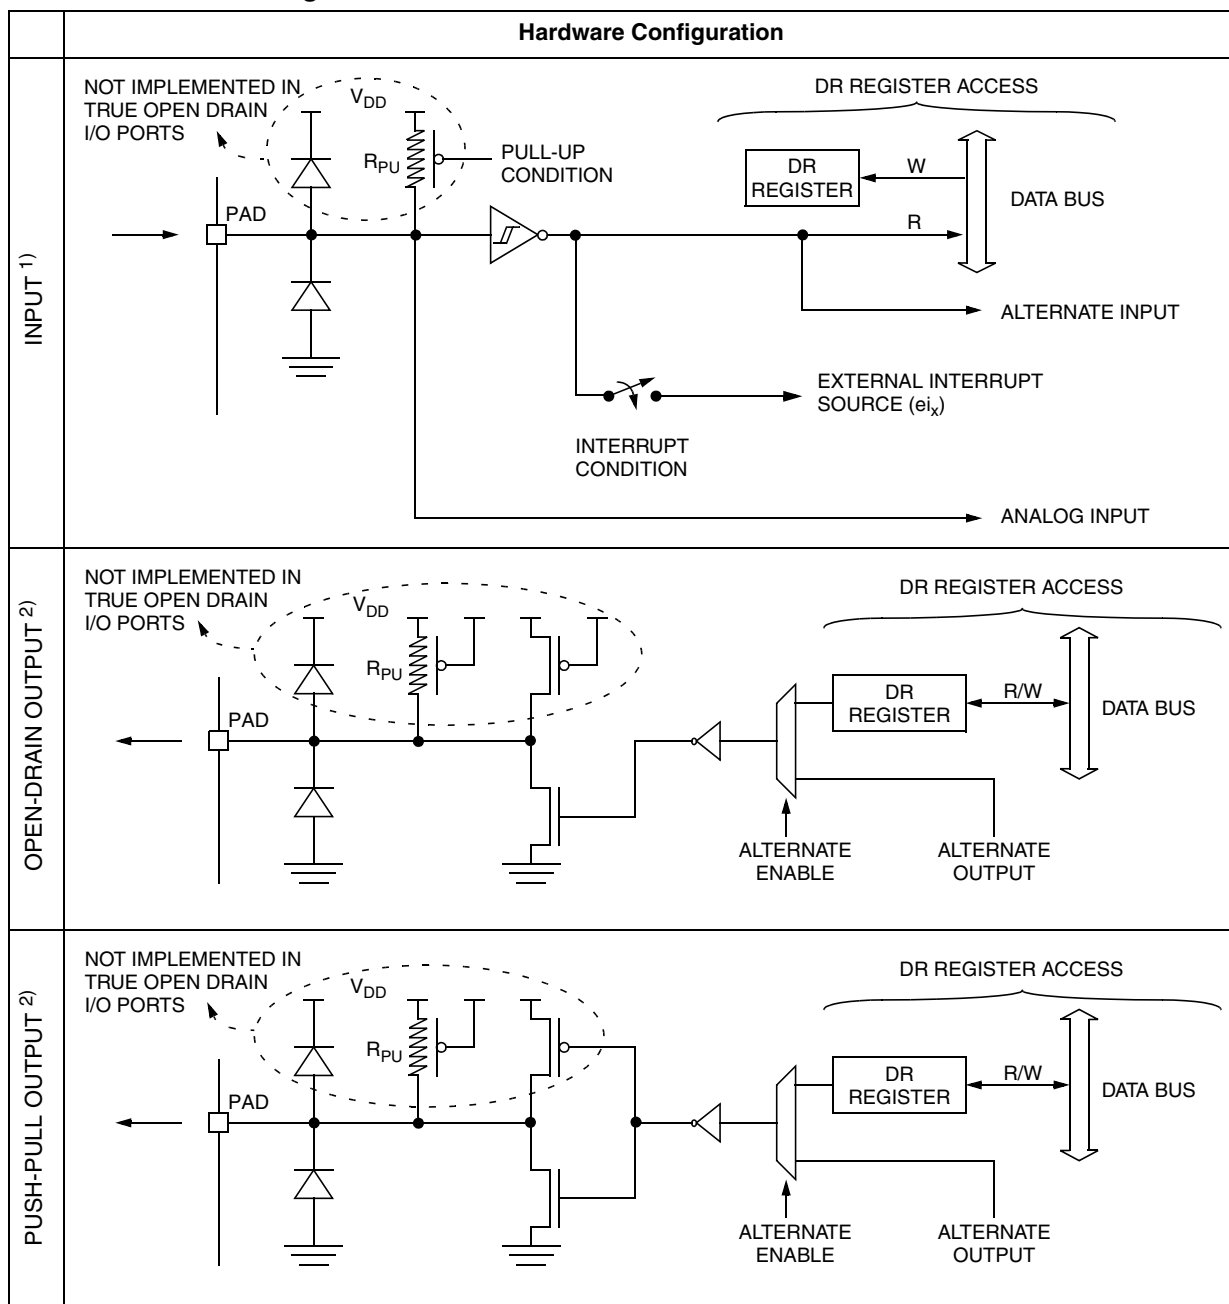 Hardware Configuration
INPUT 1)
NOT IMPLEMENTED IN
TRUE OPEN DRAIN
I/O PORTS
VDD
RPU
PULL-UP
CONDITION
PAD
DR REGISTER ACCESS
DR
REGISTER
W
R
DATA BUS
ALTERNATE INPUT
EXTERNAL INTERRUPT
SOURCE (eix)
INTERRUPT
CONDITION
ANALOG INPUT
OPEN-DRAIN OUTPUT 2)
NOT IMPLEMENTED IN
TRUE OPEN DRAIN
I/O PORTS
VDD
RPU
PAD
DR REGISTER ACCESS
DR
REGISTER
R/W
DATA BUS
ALTERNATE
ENABLE
ALTERNATE
OUTPUT
PUSH-PULL OUTPUT 2)
NOT IMPLEMENTED IN
TRUE OPEN DRAIN
I/O PORTS
VDD
RPU
PAD
DR REGISTER ACCESS
DR
REGISTER
R/W
DATA BUS
ALTERNATE
ENABLE
ALTERNATE
OUTPUT